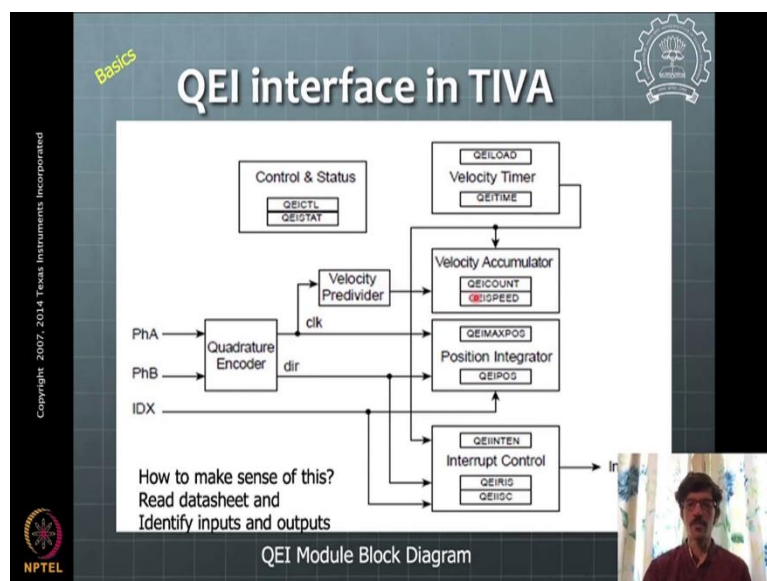 Basics
QEI interface in TIVA
Copyright 2007, 2014 Texas Instruments Incorporated
Control & Status
QEICTL
QEISTAT
QEILOAD
Velocity Timer
QEITIME
Velocity Accumulator
QEICOUNT
QEISPEED
Velocity
Predivider
clk
PhA
PhB
IDX
Quadrature
Encoder
dir
QEIMAXPOS
Position Integrator
QEIPOS
QEIINTEN
Interrupt Control
QEIRIS
QEIISC
How to make sense of this?
Read datasheet and
Identify inputs and outputs
QEI Module Block Diagram
NPTEL